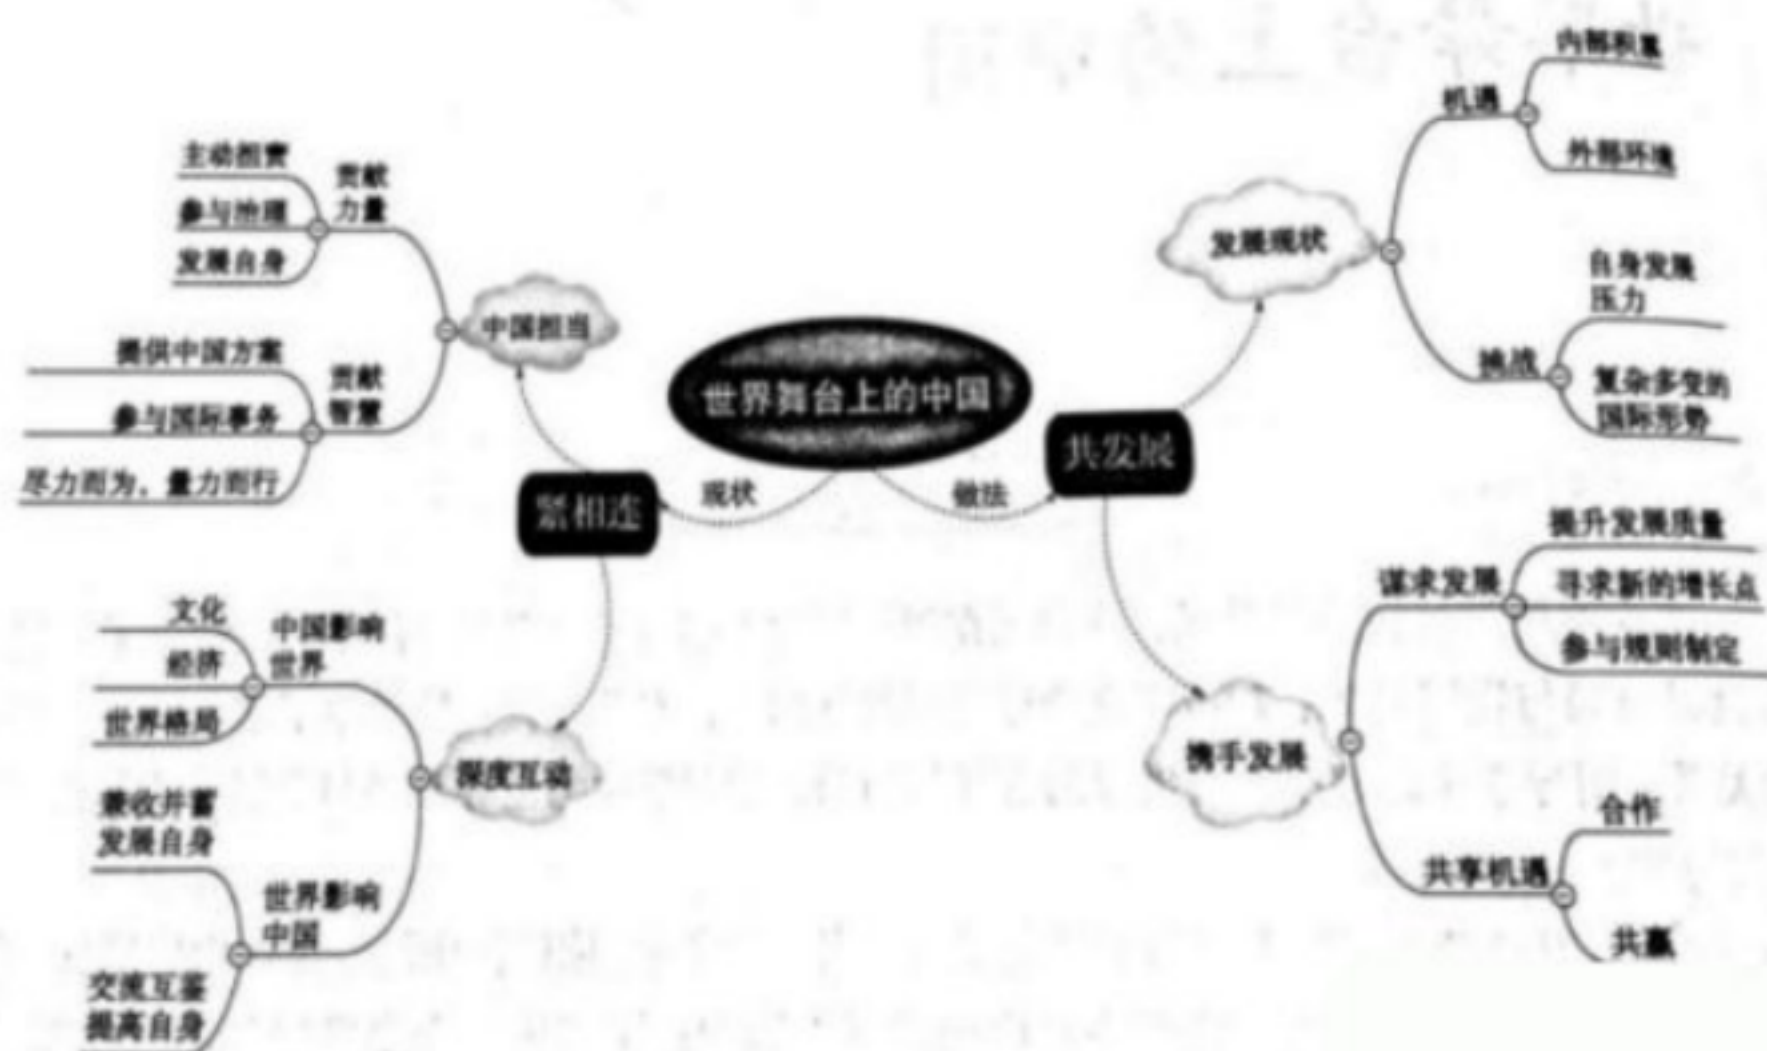 世界舞台上的中国
现状
做法
紧相连
中国担当
贡献
力量
主动担责
参与治理
发展自身
贡献
智慧
提供中国方案
参与国际事务
尽力而为，量力而行
深度互动
中国影响
世界
文化
经济
世界格局
世界影响
中国
兼收并蓄
发展自身
交流互鉴
提高自身
共发展
发展现状
机遇
内部积蓄
外部环境
挑战
自身发展
压力
复杂多变的
国际形势
携手发展
谋求发展
提升发展质量
寻求新的增长点
参与规则制定
共享机遇
合作
共赢